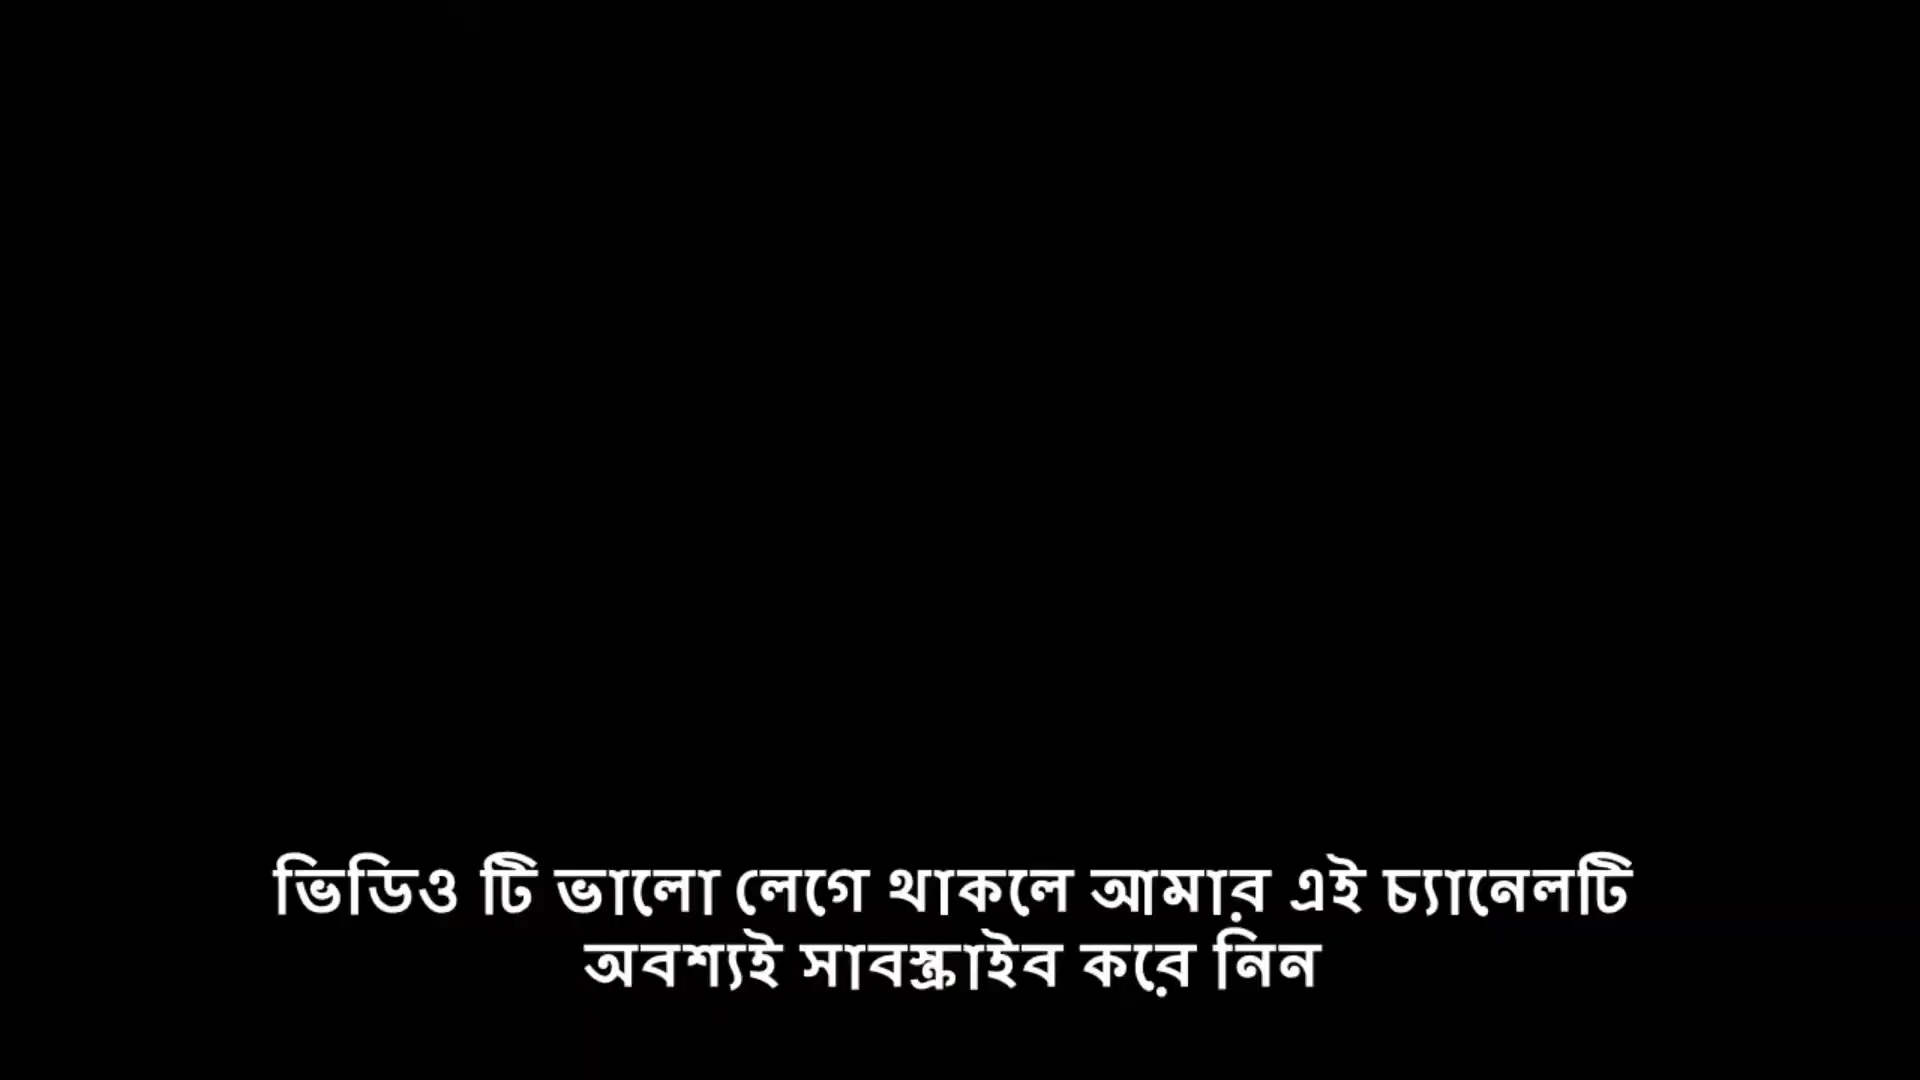 ভিডিও টি ভালো লেগে থাকলে আমার এই চ্যানেলটি
অবশ্যই সাবস্ক্রাইব করে নিন